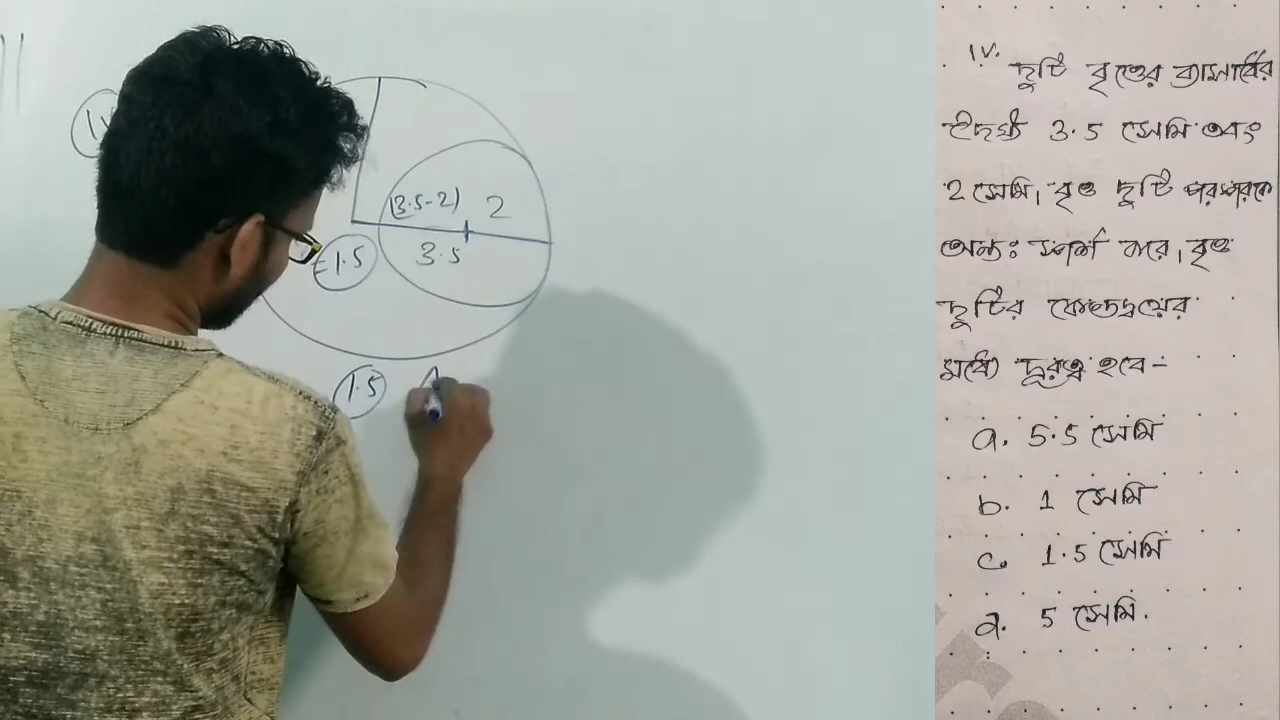 (3.5-2) 2
=1.5 3.5
1.5
IV. দুটি বৃত্তের ব্যাসার্ধের
দৈর্ঘ্য 3.5 সেমি এবং
2 সেমি। বৃত্ত দুটি পরস্পরকে
অন্তঃস্পর্শ করে। বৃত্ত
দুটির কেন্দ্রদ্বয়ের
মধ্যে দূরত্ব হবে-
a. 5.5 সেমি
b. 1 সেমি
c. 1.5 সেমি
d. 5 সেমি.